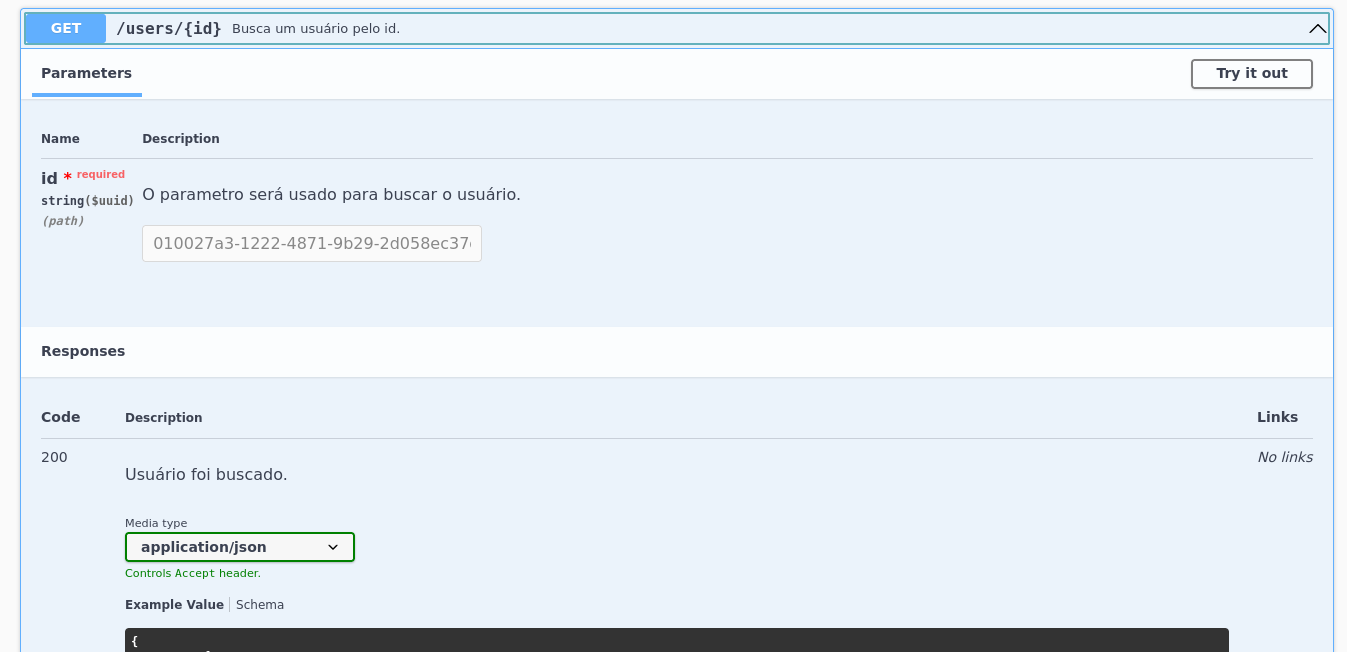 GET /users/{id} Busca um usuário pelo id.
Parameters
Try it out
Name Description
id * required
string($uuid)
(path)
O parametro será usado para buscar o usuário.
010027a3-1222-4871-9b29-2d058ec37
Responses
Code Description Links
200
Usuário foi buscado.
No links
Media type
application/json
Controls Accept header.
Example Value Schema
{